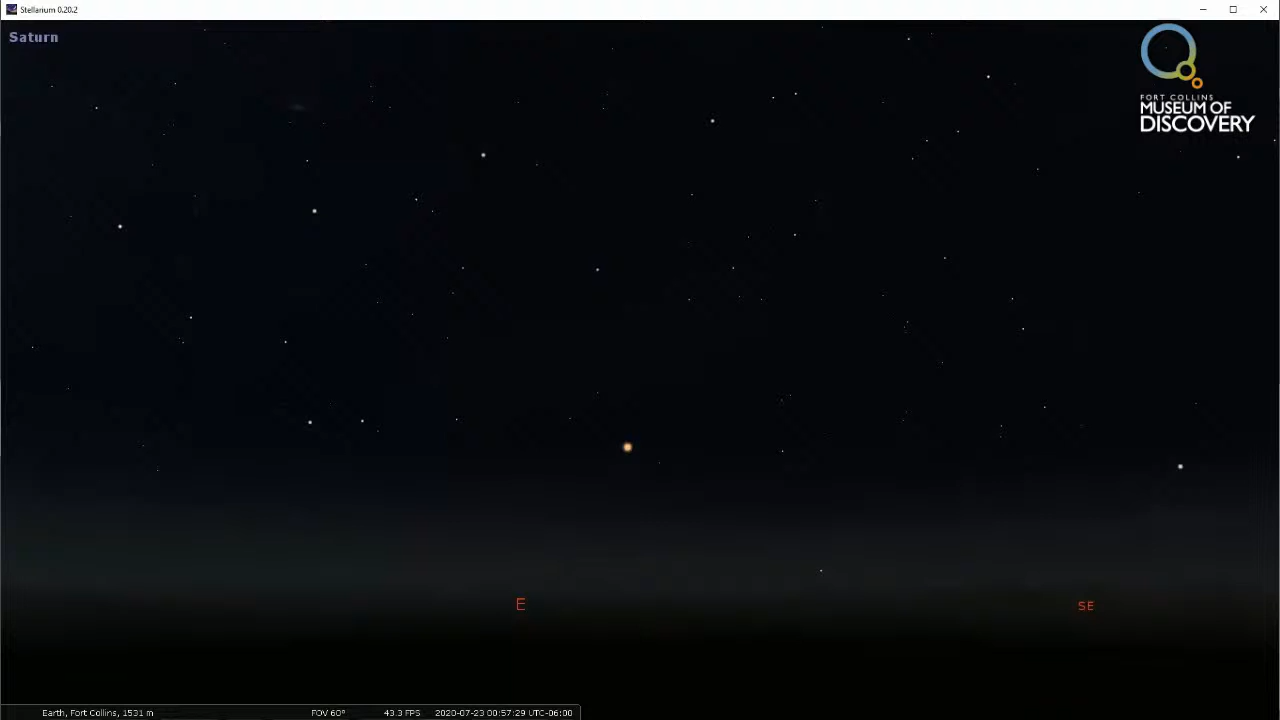 Stellarium 0.20.2
Saturn
FORT COLLINS
MUSEUM OF
DISCOVERY
E
SE
Earth, Fort Collins, 1531 m
FOV 60°
43.3 FPS
2020-07-23 00:57:29 UTC-06:00